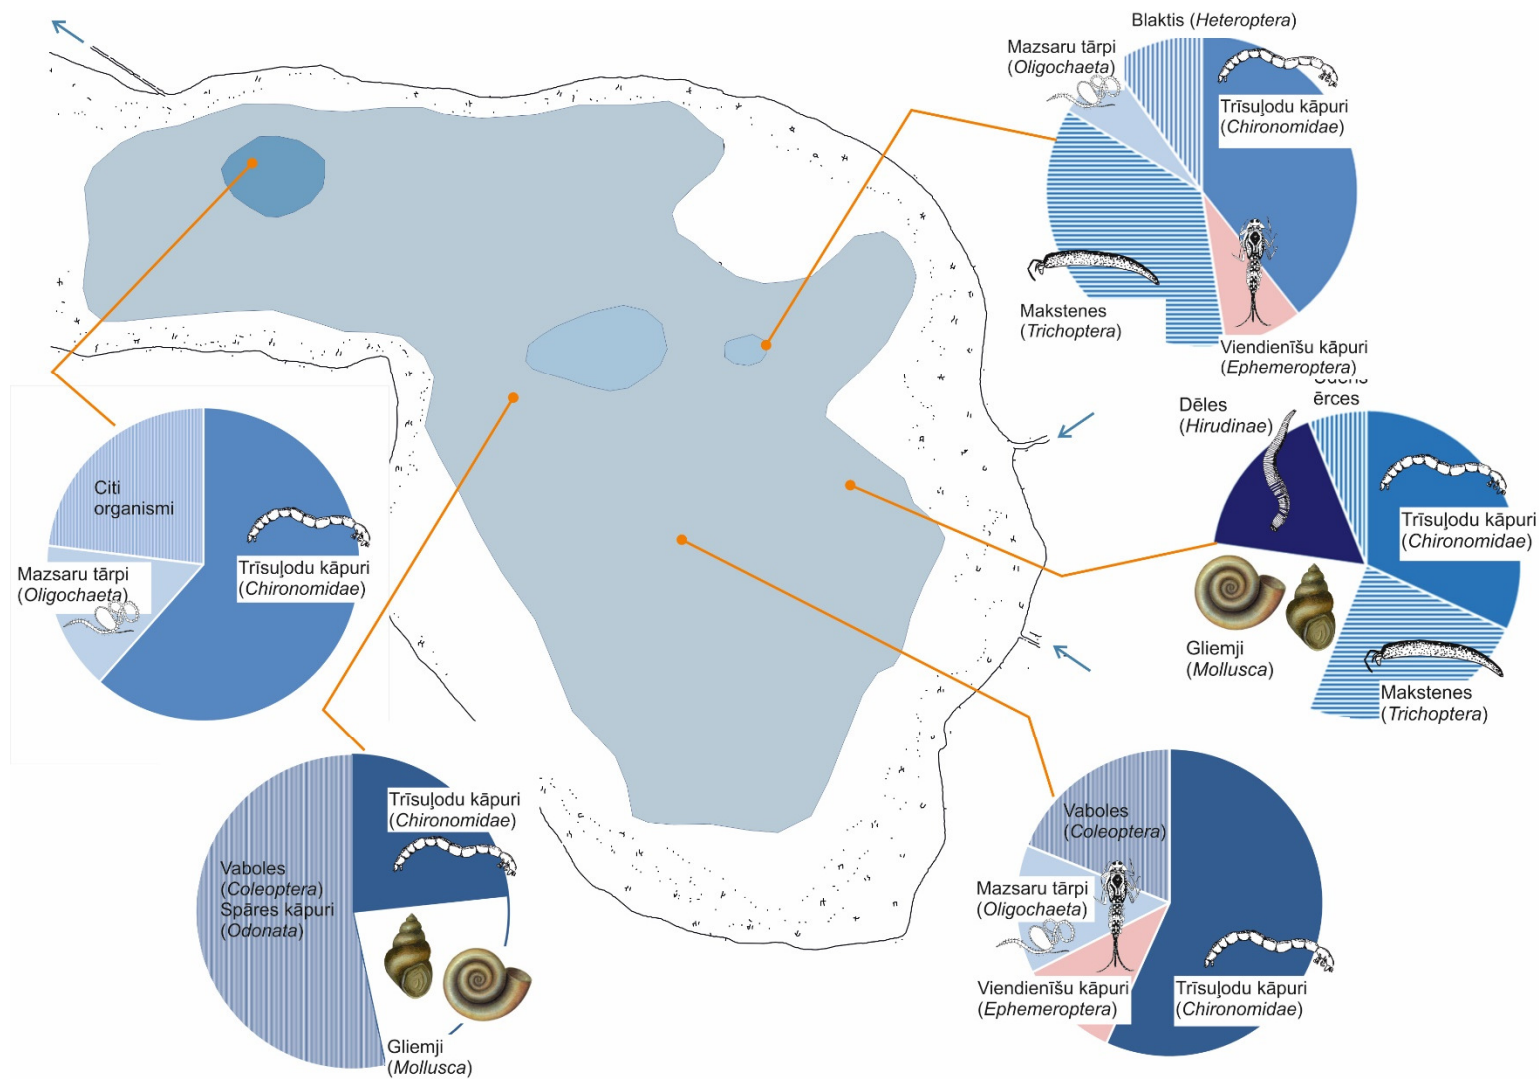 Blaktis (Heteroptera)
Mazsaru tārpi
(Oligochaeta)
Trīsuļodu kāpuri
(Chironomidae)
Makstenes
(Trichoptera)
Viendienīšu kāpuri
(Ephemeroptera)
Dēles
(Hirudinae)
ērces
Trīsuļodu kāpuri
(Chironomidae)
Gliemji
(Mollusca)
Makstenes
(Trichoptera)
Citi
organismi
Mazsaru tārpi
(Oligochaeta)
Trīsuļodu kāpuri
(Chironomidae)
Trīsuļodu kāpuri
(Chironomidae)
Vaboles
(Coleoptera)
Spāres kāpuri
(Odonata)
Gliemji
(Mollusca)
Vaboles
(Coleoptera)
Mazsaru tārpi
(Oligochaeta)
Viendienīšu kāpuri
(Ephemeroptera)
Trīsuļodu kāpuri
(Chironomidae)